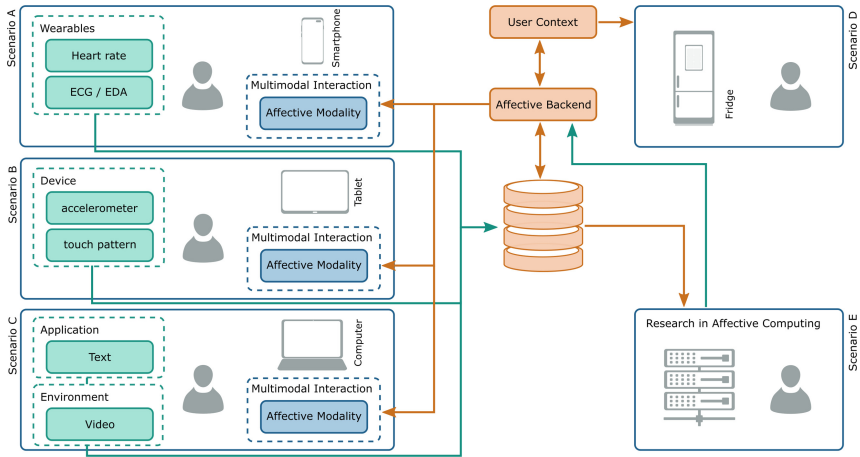 Scenario A
Wearables
Heart rate
ECG / EDA
Smartphone
Multimodal Interaction
Affective Modality
Scenario B
Device
accelerometer
touch pattern
Tablet
Multimodal Interaction
Affective Modality
Scenario C
Application
Text
Environment
Video
Computer
Multimodal Interaction
Affective Modality
User Context
Affective Backend
Scenario D
Fridge
Scenario E
Research in Affective Computing